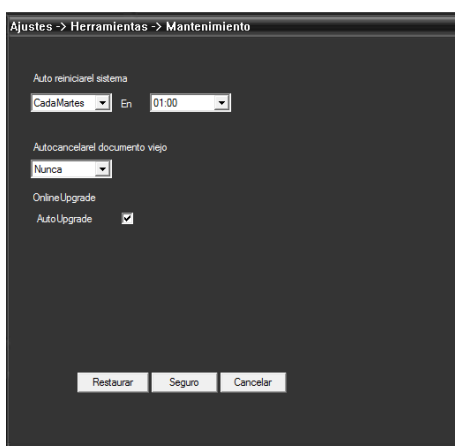 Ajustes -> Herramientas -> Mantenimiento
Auto reiniciarel sistema
CadaMartes En 01:00
Autocancelarel documento viejo
Nunca
OnlineUpgrade
AutoUpgrade
Restaurar Seguro Cancelar